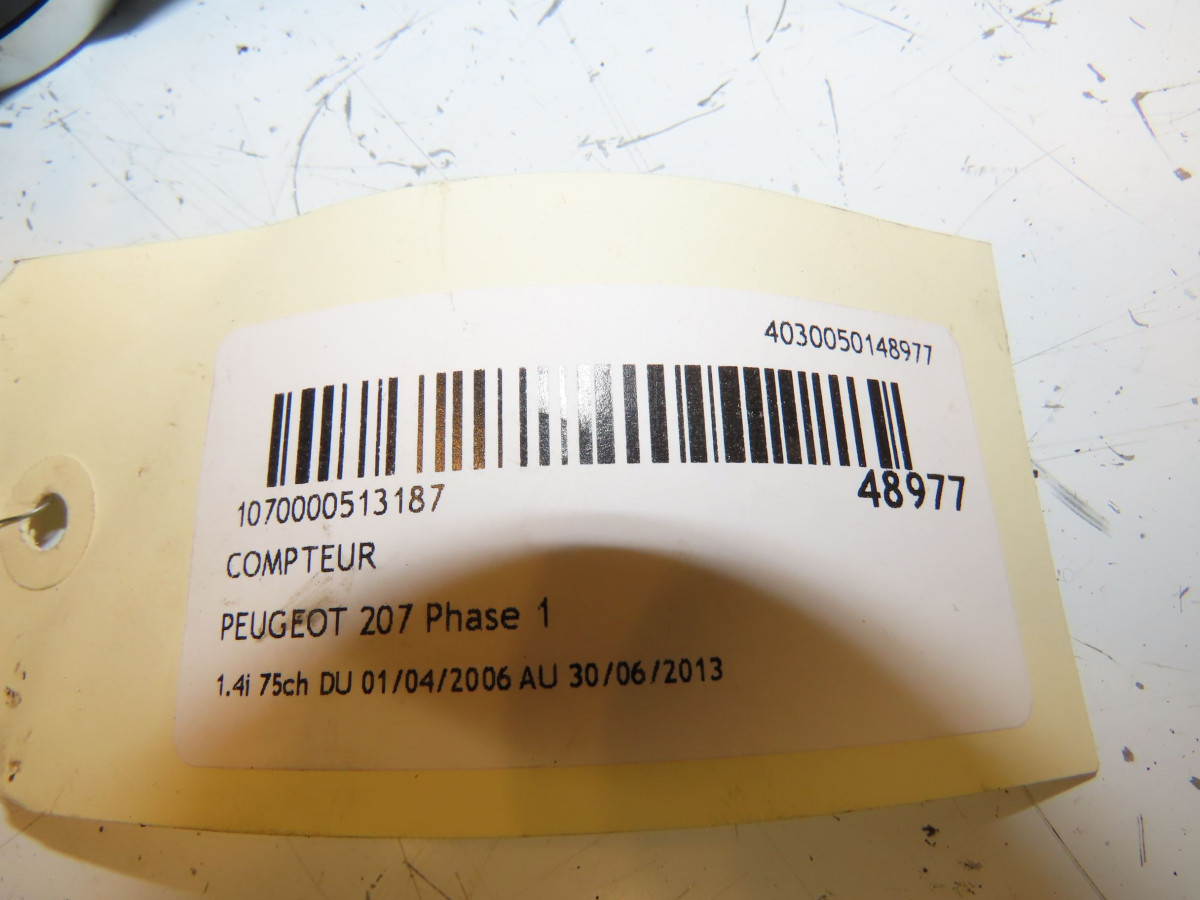 4030050148977
1070000513187
48977
COMPTEUR
PEUGEOT 207 Phase 1
1.4i 75ch DU 01/04/2006 AU 30/06/2013